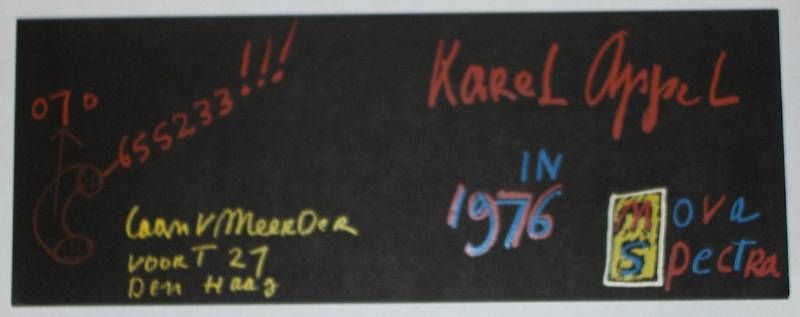 070
655233!!!
Laan v MeerDer
voorT 27
Den Haag
Karel Appel
IN
1976
Nova
Spectra